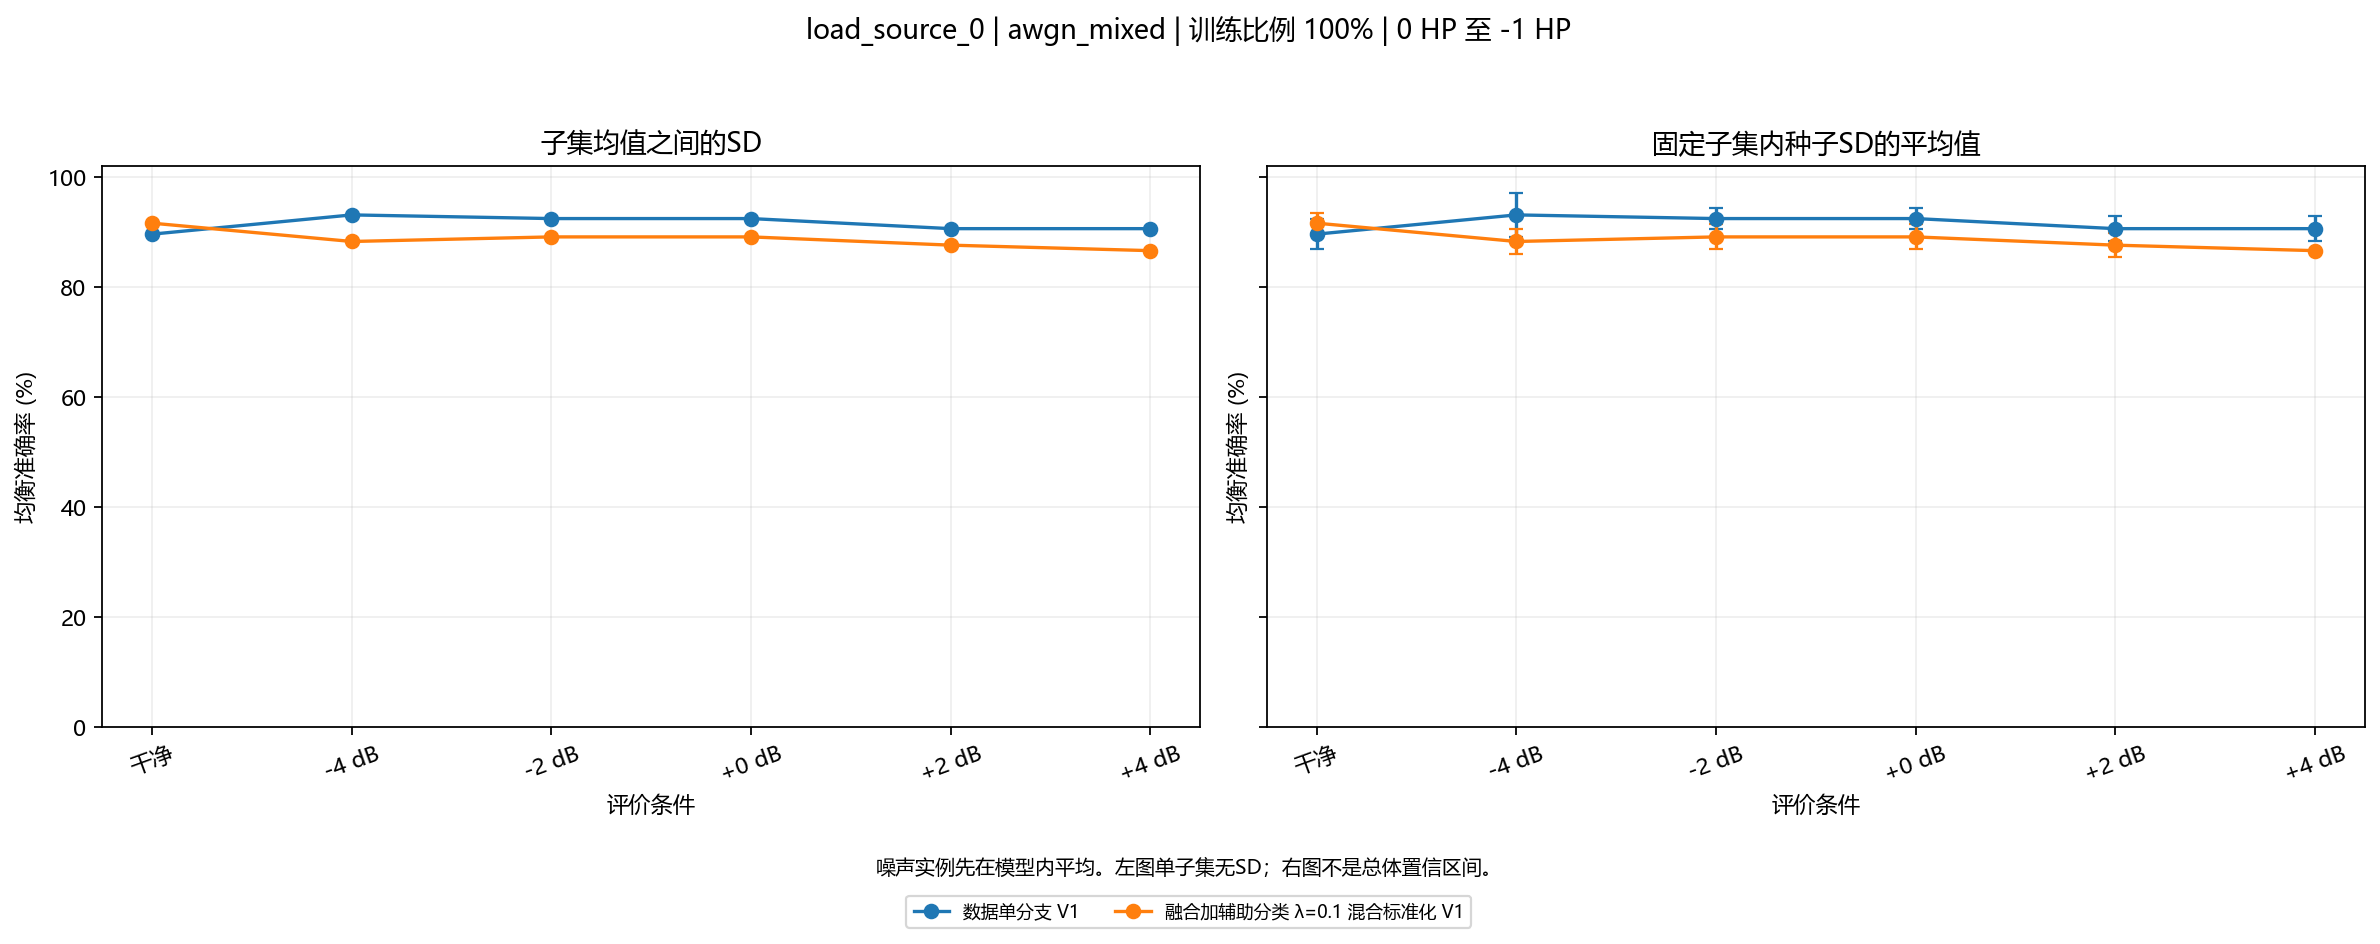 load_source_0 | awgn_mixed | 训练比例 100% | 0 HP 至 -1 HP
子集均值之间的SD
均衡准确率 (%)
100
80
60
40
20
0
干净
-4 dB
-2 dB
+0 dB
+2 dB
+4 dB
评价条件
固定子集内种子SD的平均值
均衡准确率 (%)
干净
-4 dB
-2 dB
+0 dB
+2 dB
+4 dB
评价条件
噪声实例先在模型内平均。左图单子集无SD；右图不是总体置信区间。
数据单分支 V1
融合加辅助分类 λ=0.1 混合标准化 V1